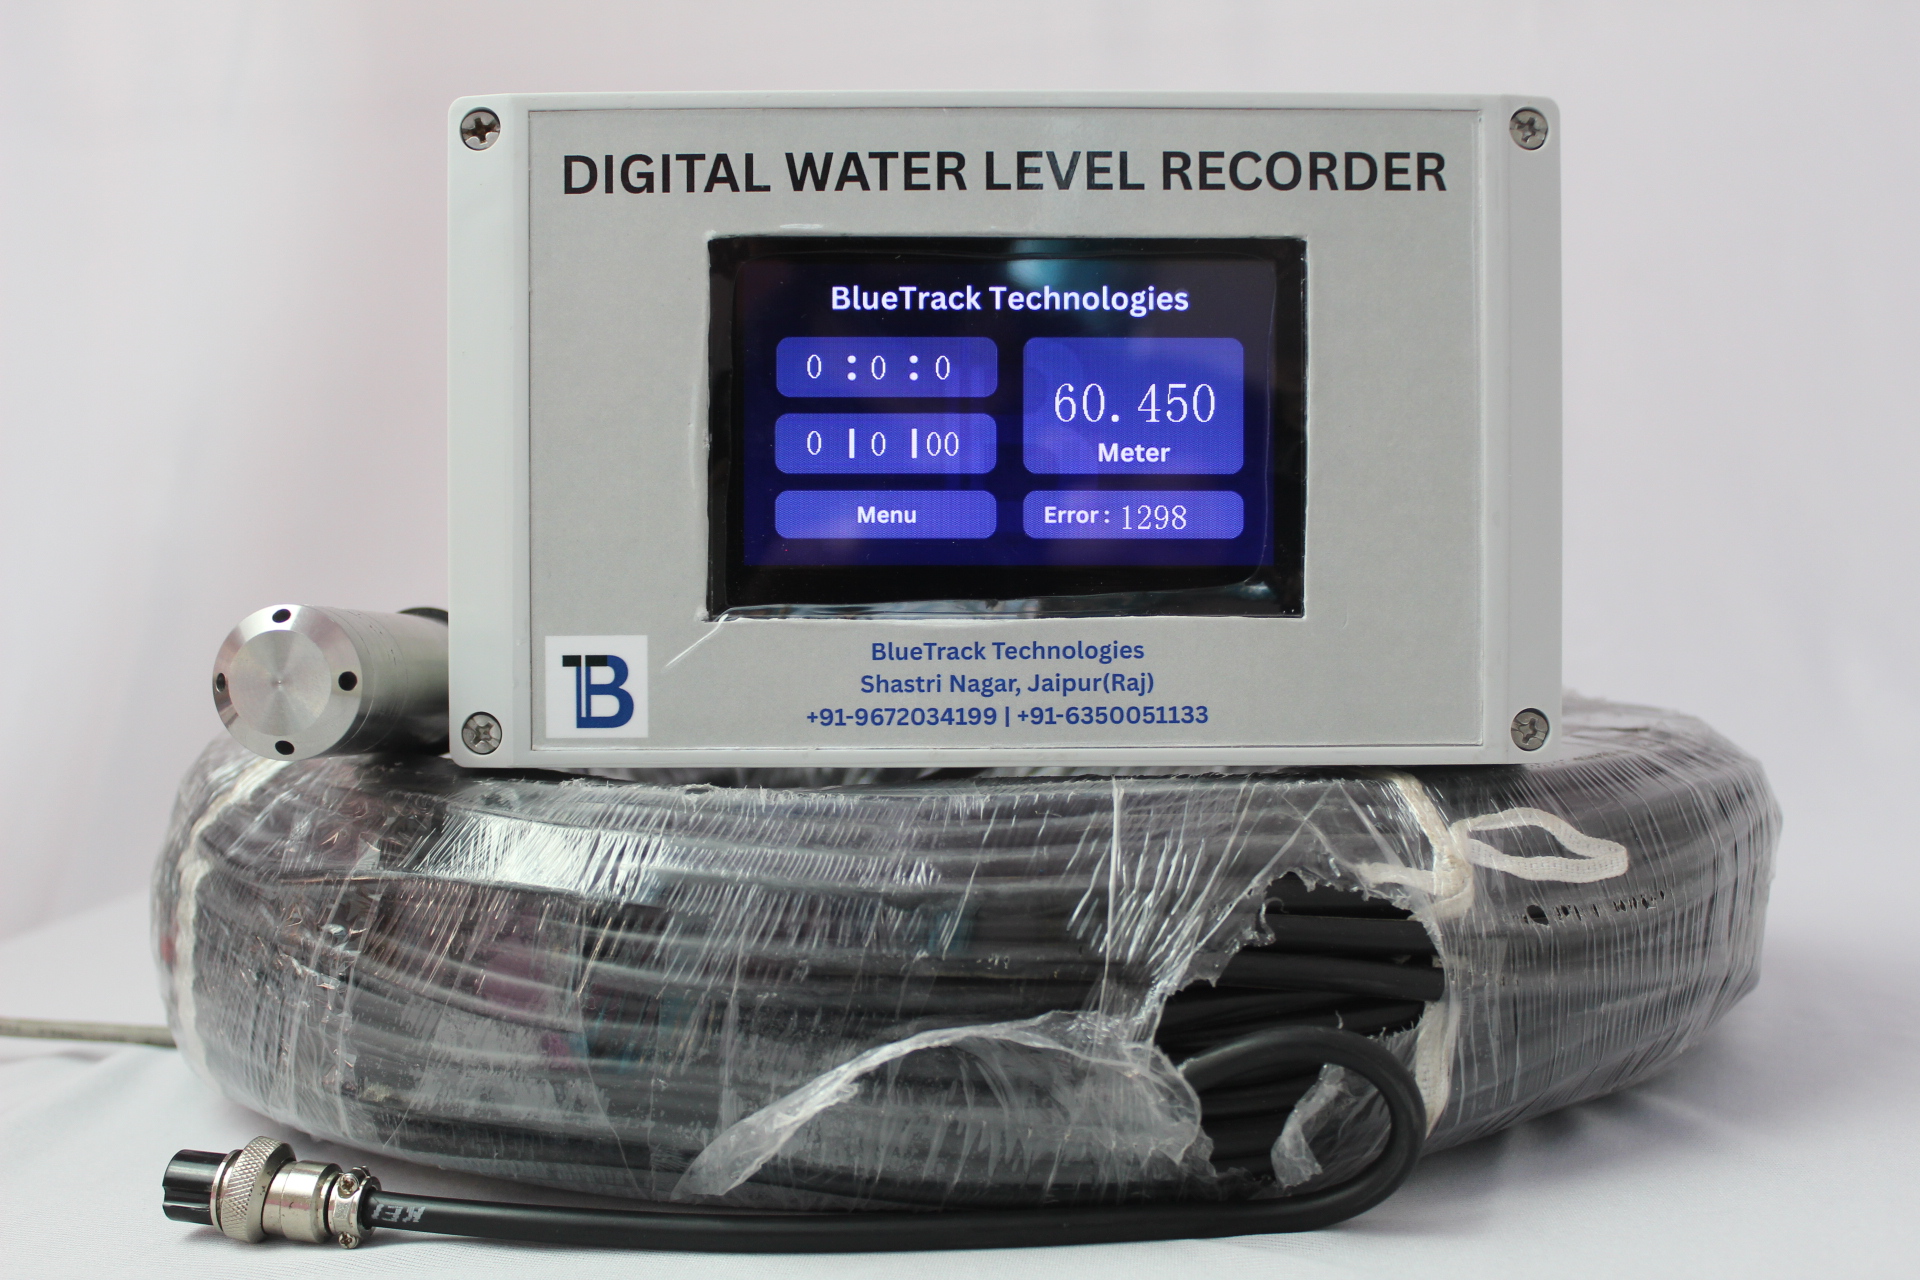 DIGITAL WATER LEVEL RECORDER
BlueTrack Technologies
0 : 0 : 0
0 | 0 | 00
Menu
60.450
Meter
Error : 1298
TB
BlueTrack Technologies
Shastri Nagar, Jaipur(Raj)
+91-9672034199 | +91-6350051133